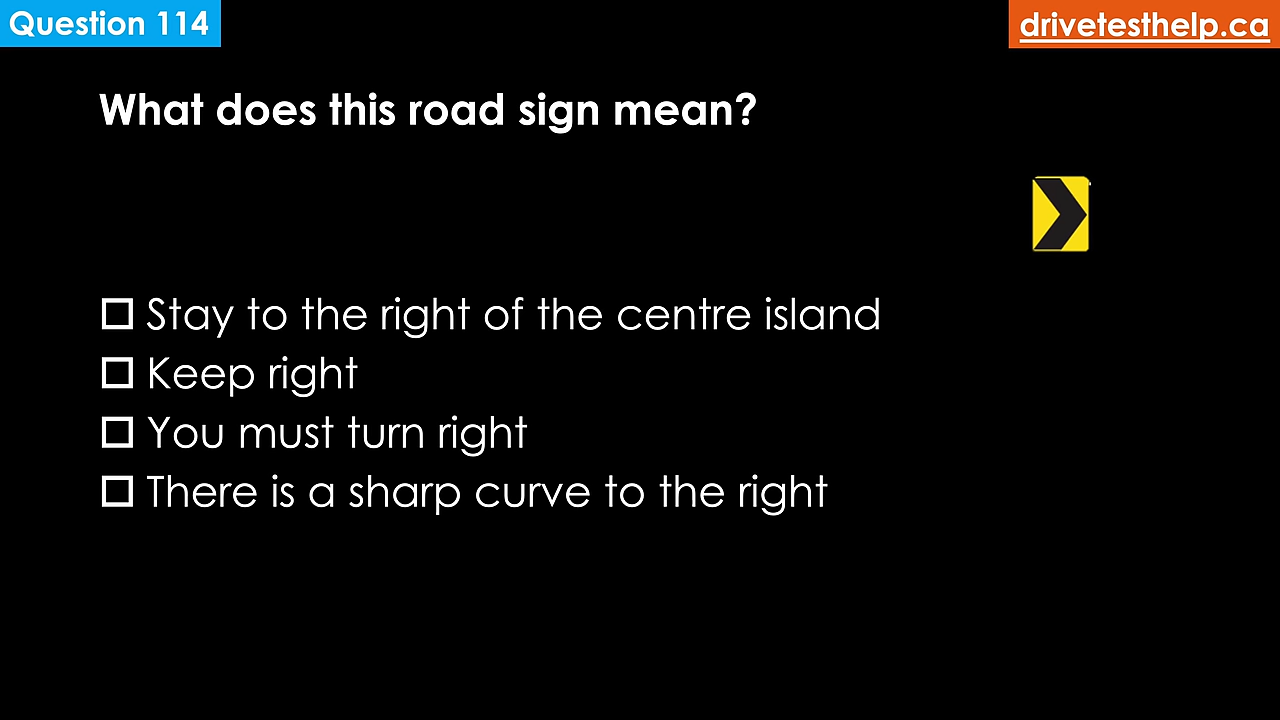 Question 114
drivetesthelp.ca
What does this road sign mean?
Stay to the right of the centre island
Keep right
You must turn right
There is a sharp curve to the right